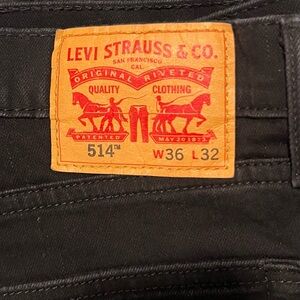 LEVI STRAUSS & CO.
SAN FRANCISCO
CAL.
ORIGINAL RIVETED
QUALITY CLOTHING
PATENTED MAY 20 1873
514™ W36 L32